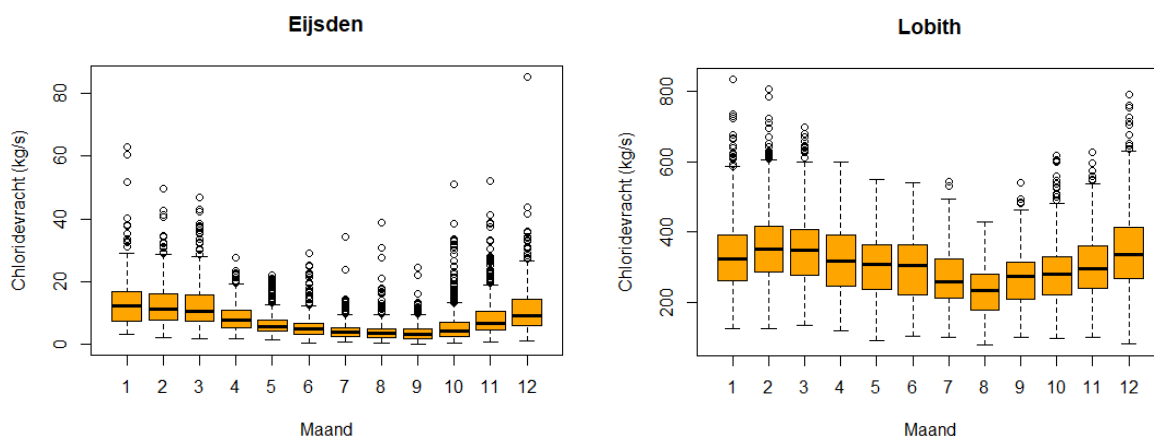 Eijsden
Chloridevracht (kg/s)
0 20 40 60 80
1 2 3 4 5 6 7 8 9 10 11 12
Maand
Lobith
Chloridevracht (kg/s)
200 400 600 800
1 2 3 4 5 6 7 8 9 10 11 12
Maand